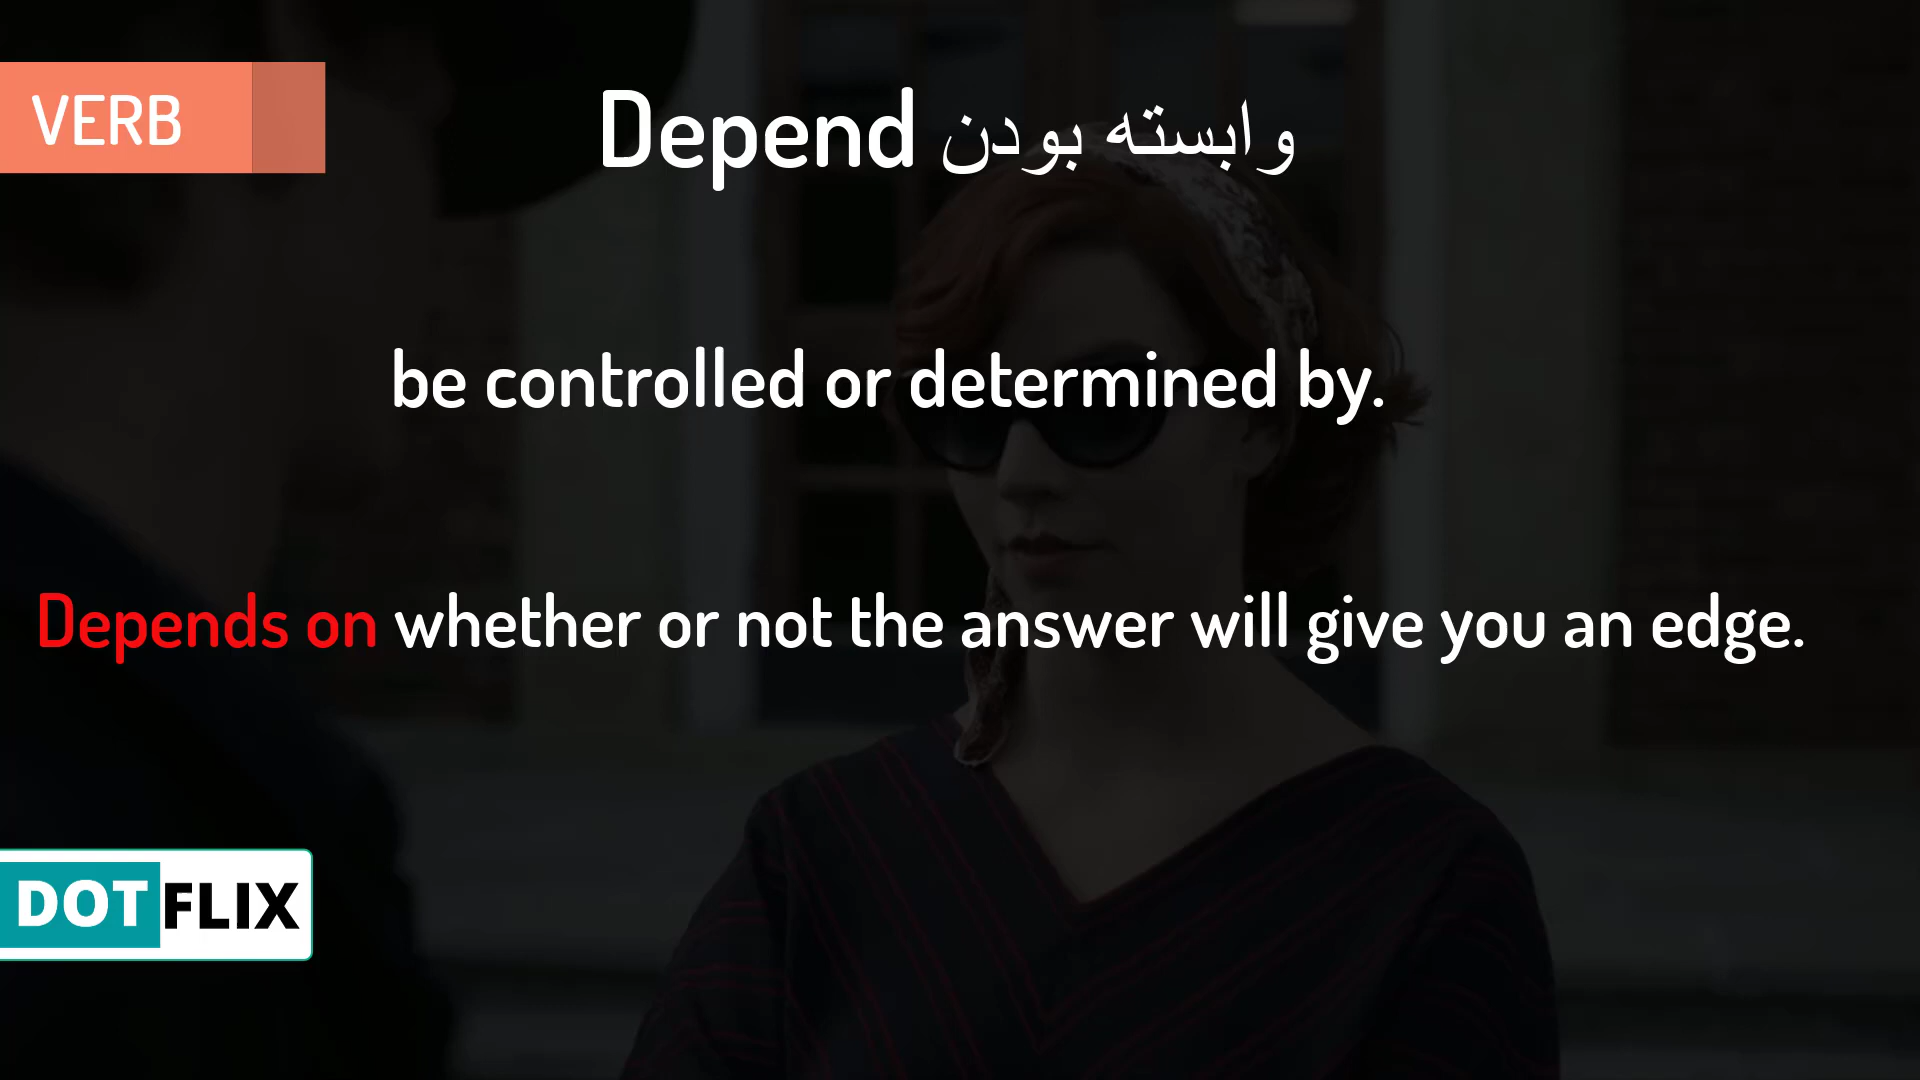 VERB
Depend وابسته بودن
be controlled or determined by.
Depends on whether or not the answer will give you an edge.
DOTFLIX